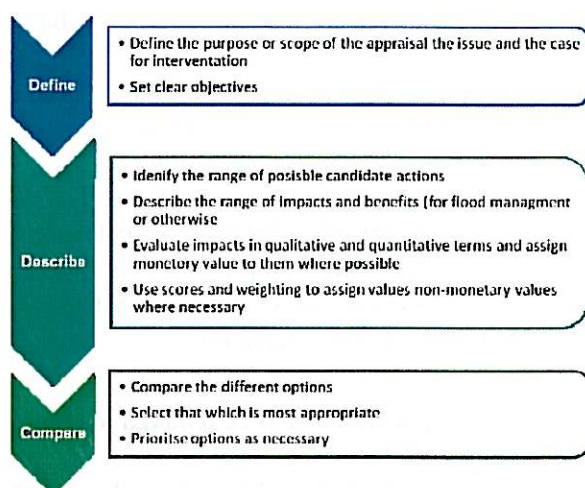 Define
• Define the purpose or scope of the appraisal the issue and the case
for interventation
• Set clear objectives
Describe
• Idenify the range of posisble candidate actions
• Describe the range of impacts and benefits (for flood managment
or otherwise
• Evaluate impacts in qualitative and quantitative terms and assign
monetary value to them where possible
• Use scores and weighting to assign values non-monetary values
where necessary
Compare
• Compare the different options
• Select that which is most appropriate
• Prioritse options as necessary